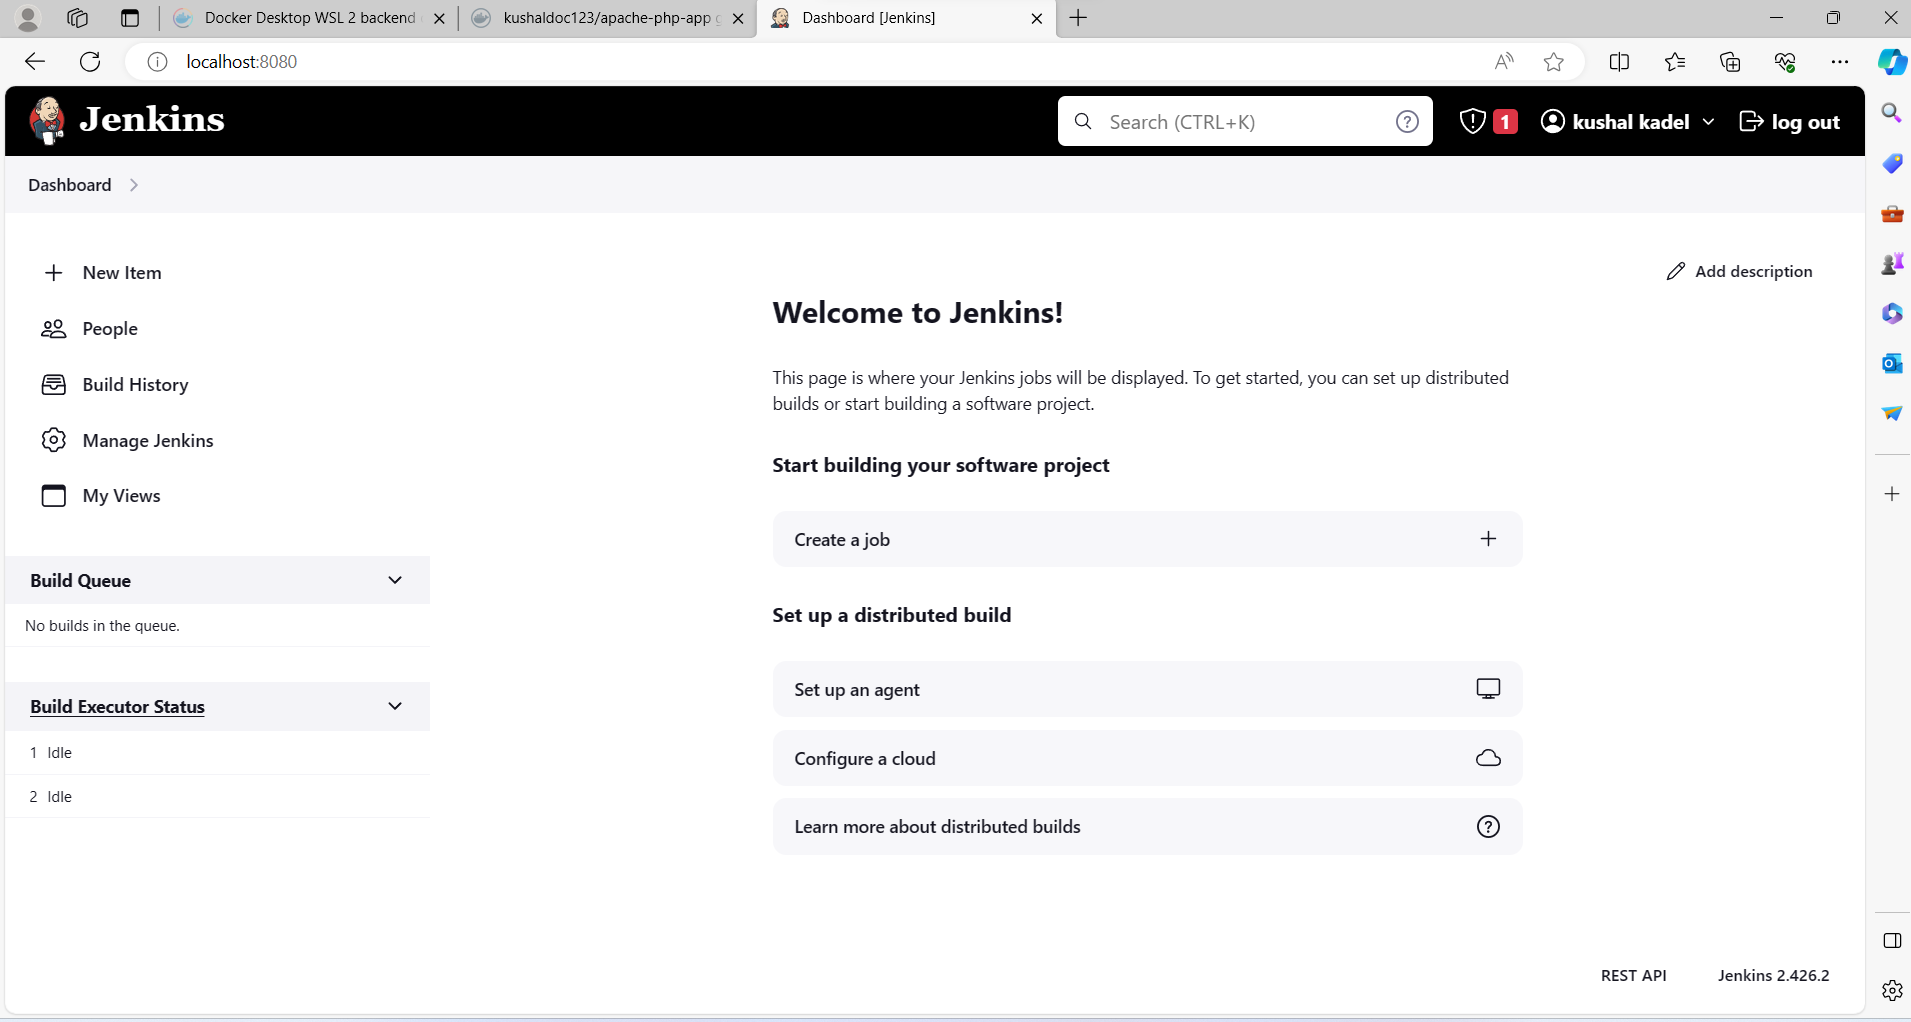 Docker Desktop WSL 2 backend
kushaldoc123/apache-php-app
Dashboard [Jenkins]
localhost:8080
Jenkins
Search (CTRL+K)
1
kushal kadel
log out
Dashboard
New Item
People
Build History
Manage Jenkins
My Views
Build Queue
No builds in the queue.
Build Executor Status
1 Idle
2 Idle
Add description
Welcome to Jenkins!
This page is where your Jenkins jobs will be displayed. To get started, you can set up distributed
builds or start building a software project.
Start building your software project
Create a job
Set up a distributed build
Set up an agent
Configure a cloud
Learn more about distributed builds
REST API
Jenkins 2.426.2